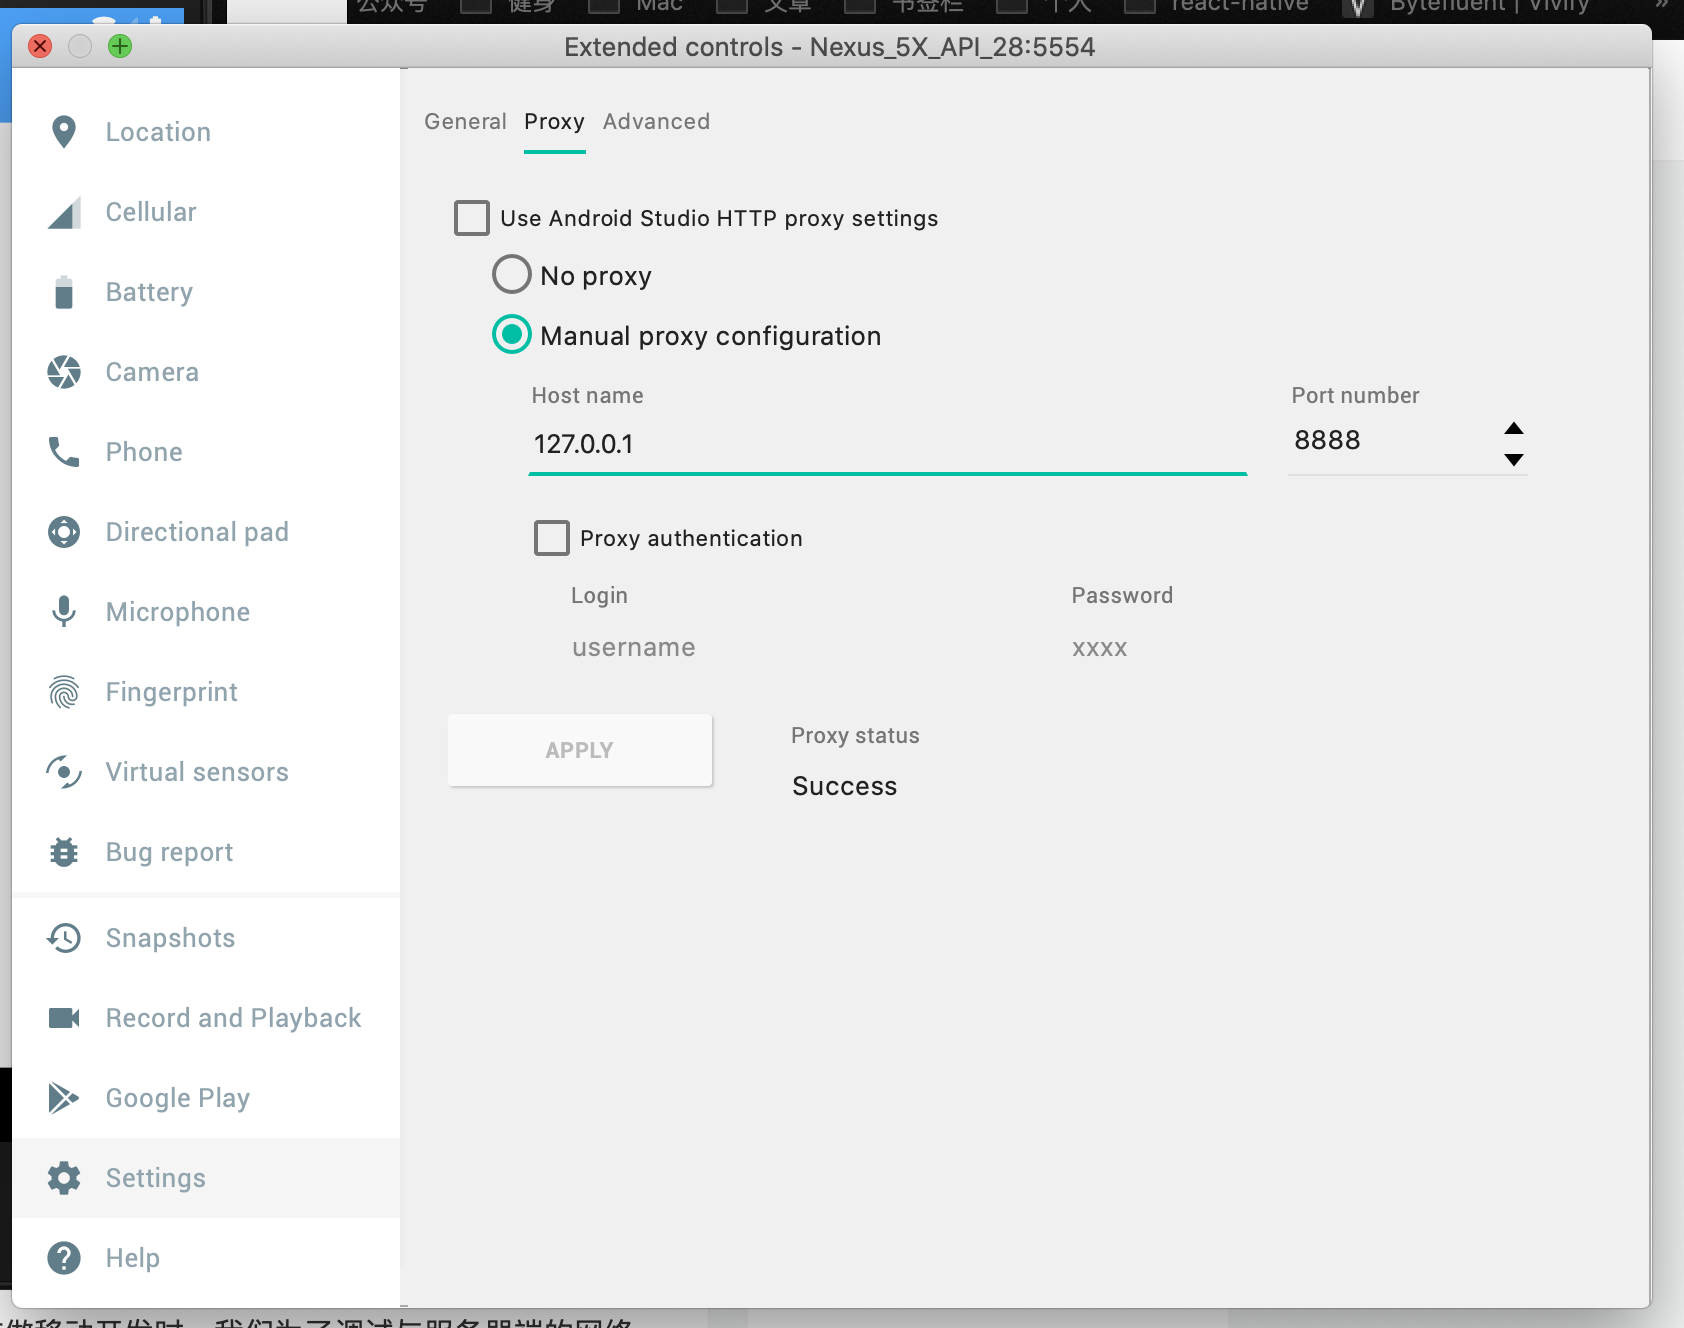 公众号 健身 Mac 文章 书签栏 个人 react-native Bytefluent | Vivify »
Extended controls - Nexus_5X_API_28:5554
Location
Cellular
Battery
Camera
Phone
Directional pad
Microphone
Fingerprint
Virtual sensors
Bug report
Snapshots
Record and Playback
Google Play
Settings
Help
General Proxy Advanced
Use Android Studio HTTP proxy settings
No proxy
Manual proxy configuration
Host name Port number
127.0.0.1 8888
Proxy authentication
Login Password
username xxxx
APPLY
Proxy status
Success
做移动开发时，我们为了调试与服务器端的网络